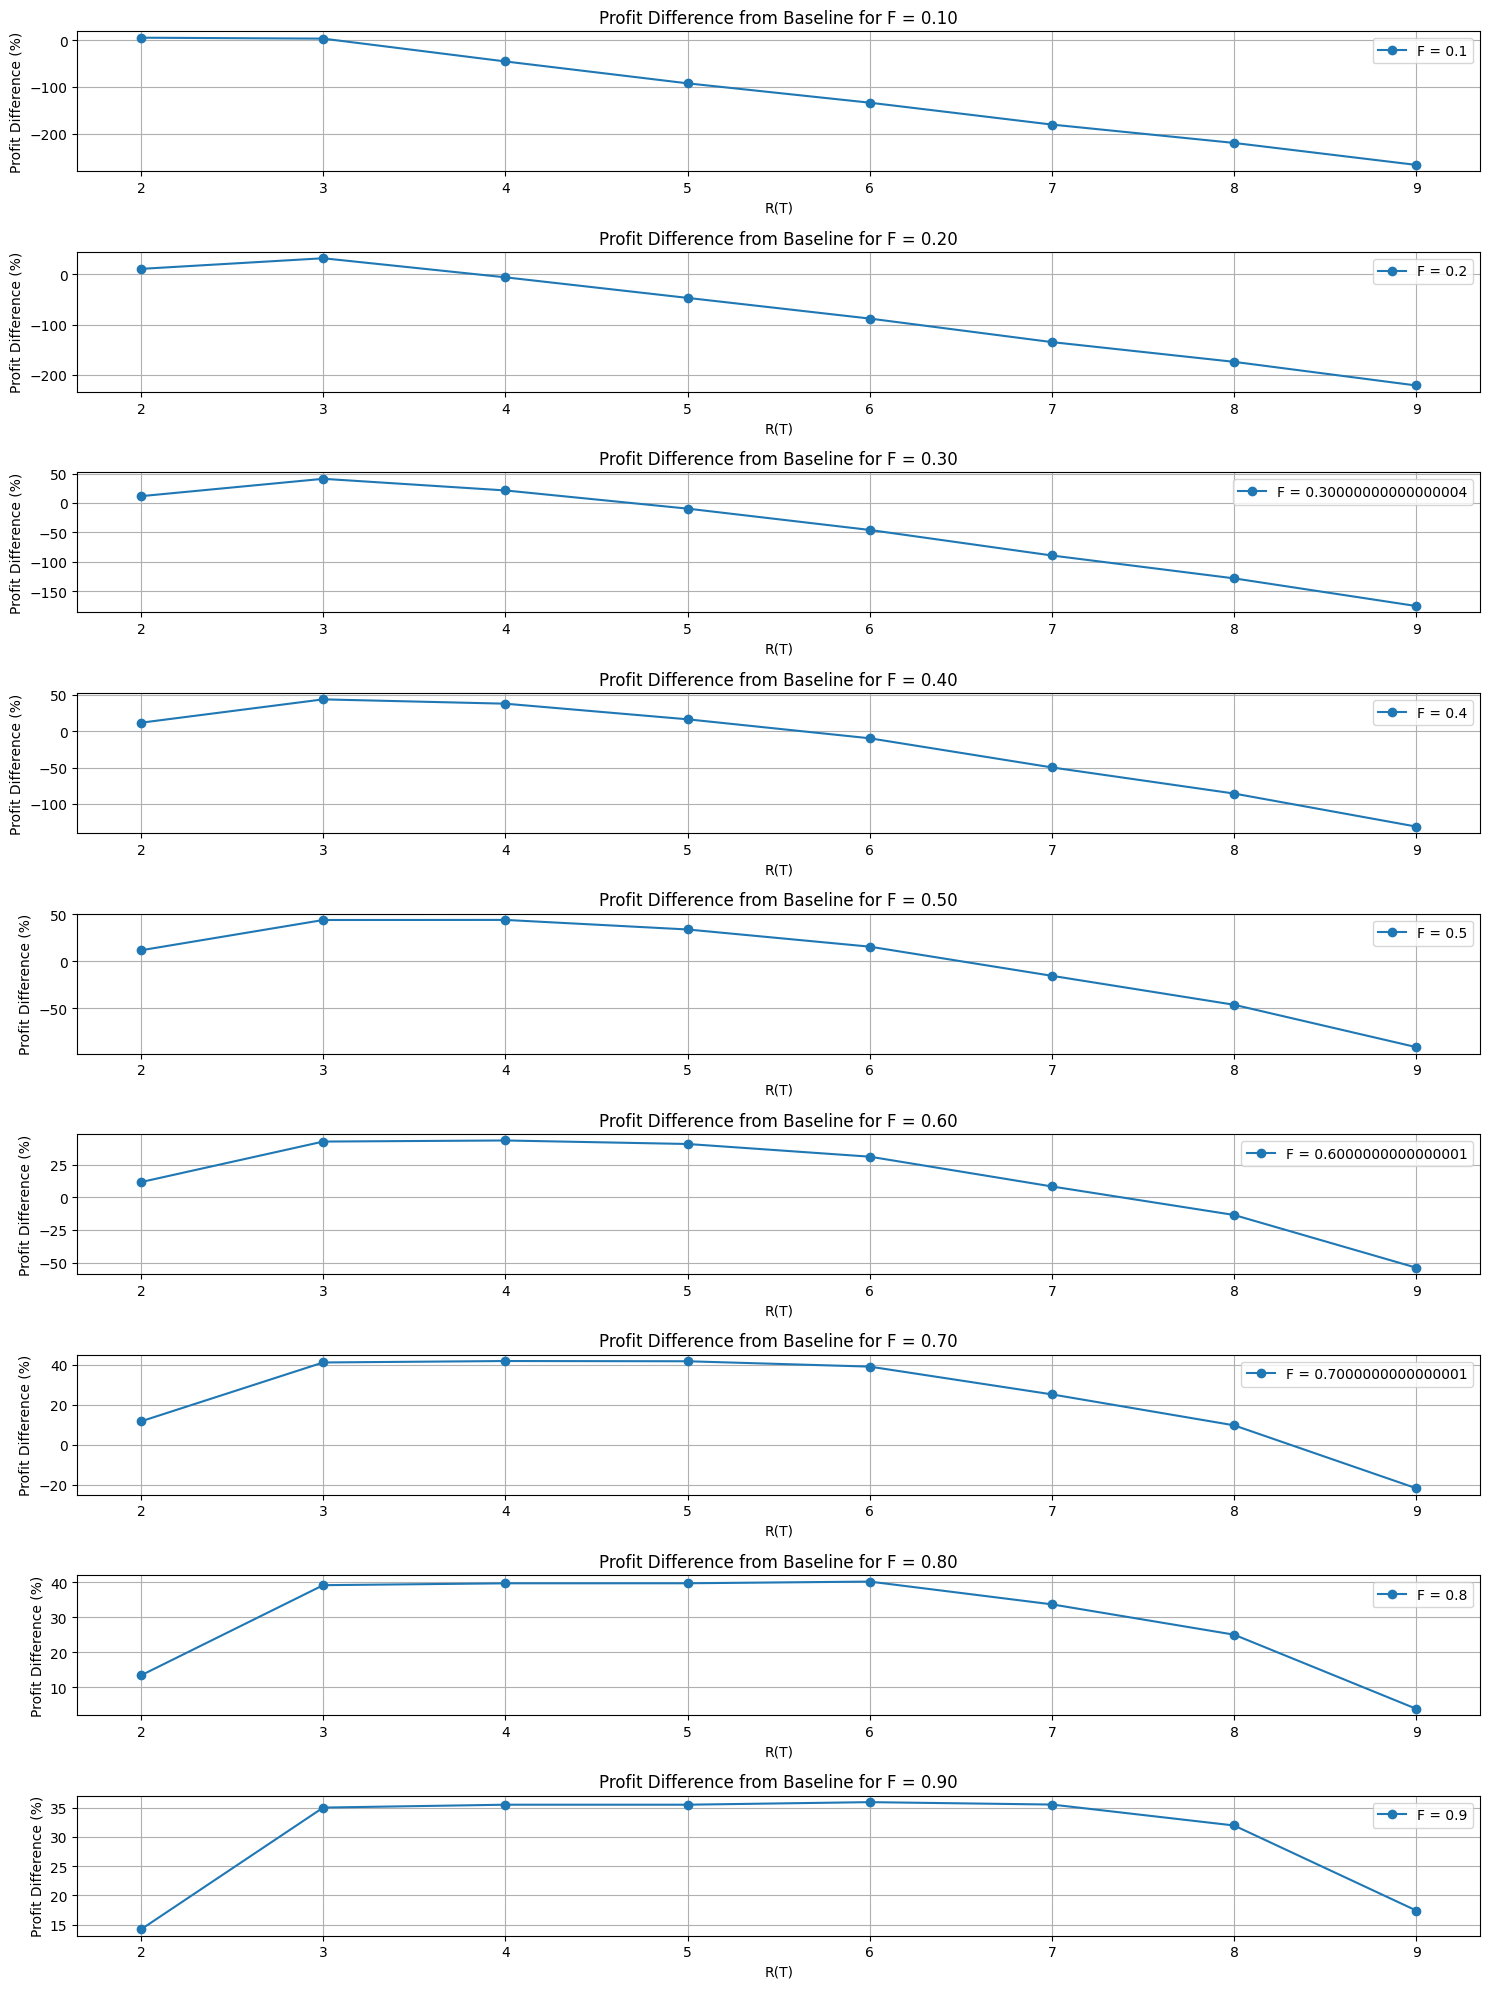 Profit Difference from Baseline for F = 0.10
Profit Difference (%)
0
−100
−200
F = 0.1
2 3 4 5 6 7 8 9
R(T)
Profit Difference from Baseline for F = 0.20
Profit Difference (%)
0
−100
−200
F = 0.2
2 3 4 5 6 7 8 9
R(T)
Profit Difference from Baseline for F = 0.30
Profit Difference (%)
50
0
−50
−100
−150
F = 0.30000000000000004
2 3 4 5 6 7 8 9
R(T)
Profit Difference from Baseline for F = 0.40
Profit Difference (%)
50
0
−50
−100
F = 0.4
2 3 4 5 6 7 8 9
R(T)
Profit Difference from Baseline for F = 0.50
Profit Difference (%)
50
0
−50
F = 0.5
2 3 4 5 6 7 8 9
R(T)
Profit Difference from Baseline for F = 0.60
Profit Difference (%)
25
0
−25
−50
F = 0.6000000000000001
2 3 4 5 6 7 8 9
R(T)
Profit Difference from Baseline for F = 0.70
Profit Difference (%)
40
20
0
−20
F = 0.7000000000000001
2 3 4 5 6 7 8 9
R(T)
Profit Difference from Baseline for F = 0.80
Profit Difference (%)
40
30
20
10
F = 0.8
2 3 4 5 6 7 8 9
R(T)
Profit Difference from Baseline for F = 0.90
Profit Difference (%)
35
30
25
20
15
F = 0.9
2 3 4 5 6 7 8 9
R(T)